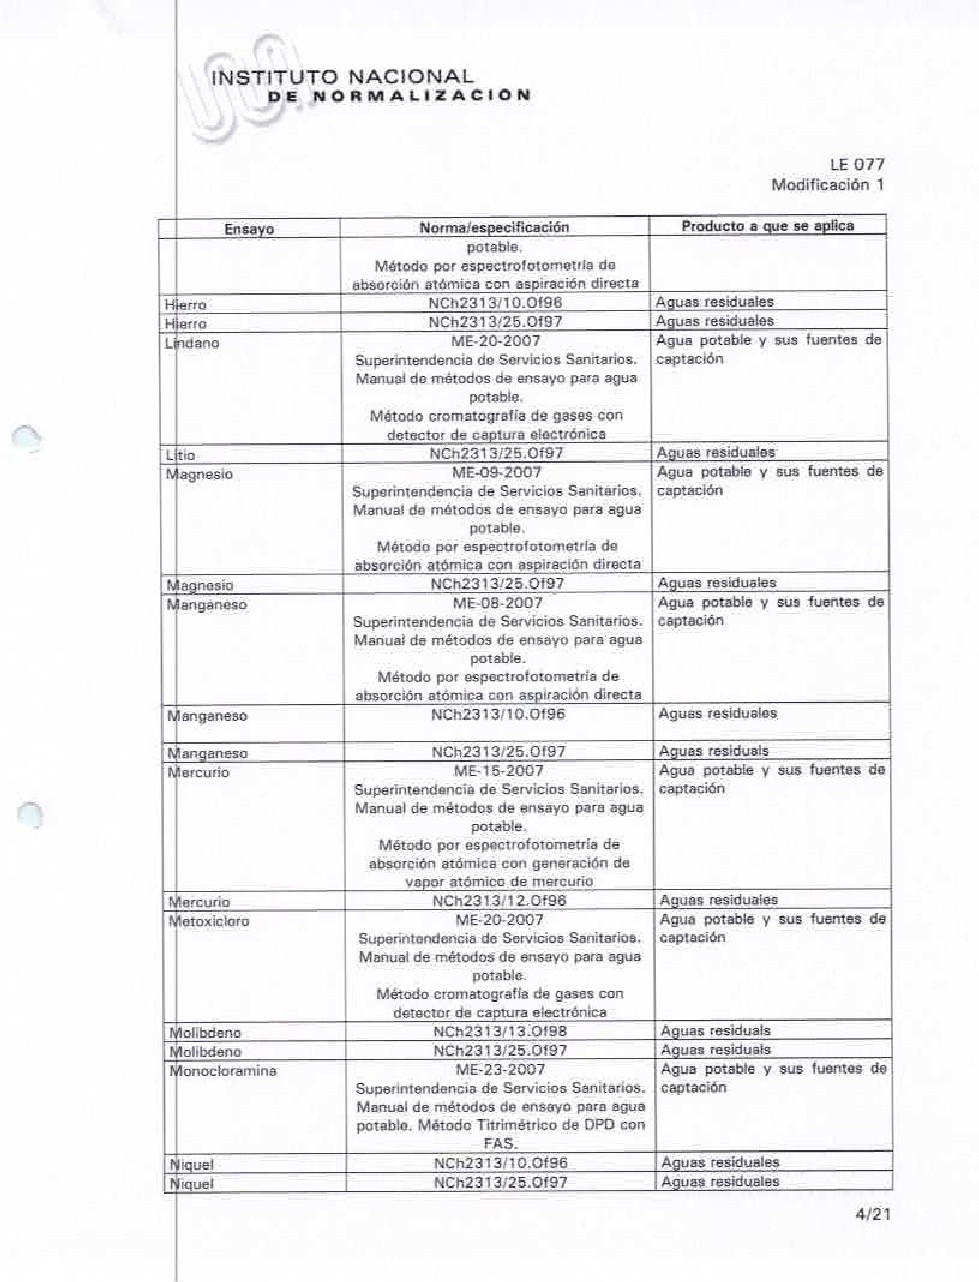 INSTITUTO NACIONAL
DE NORMALIZACION
LE 077
Modificación 1
Ensayo Norma/especificación Producto a que se aplica
potable.
Método por espectrofotometría de
absorción atómica con aspiración directa
Hierro NCh2313/10.Of96 Aguas residuales
Hierro NCh2313/25.Of97 Aguas residuales
Lindano ME-20-2007 Agua potable y sus fuentes de
Superintendencia de Servicios Sanitarios. captación
Manual de métodos de ensayo para agua
potable.
Método cromatografía de gases con
detector de captura electrónica
Litio NCh2313/25.Of97 Aguas residuales
Magnesio ME-09-2007 Agua potable y sus fuentes de
Superintendencia de Servicios Sanitarios. captación
Manual de métodos de ensayo para agua
potable.
Método por espectrofotometría de
absorción atómica con aspiración directa
Magnesio NCh2313/25.Of97 Aguas residuales
Manganeso ME-08-2007 Agua potable y sus fuentes de
Superintendencia de Servicios Sanitarios. captación
Manual de métodos de ensayo para agua
potable.
Método por espectrofotometría de
absorción atómica con aspiración directa
Manganeso NCh2313/10.Of96 Aguas residuales
Manganeso NCh2313/25.Of97 Aguas residuals
Mercurio ME-15-2007 Agua potable y sus fuentes de
Superintendencia de Servicios Sanitarios. captación
Manual de métodos de ensayo para agua
potable.
Método por espectrofotometría de
absorción atómica con generación de
vapor atómico de mercurio
Mercurio NCh2313/12.Of96 Aguas residuales
Metoxicloro ME-20-2007 Agua potable y sus fuentes de
Superintendencia de Servicios Sanitarios. captación
Manual de métodos de ensayo para agua
potable.
Método cromatografía de gases con
detector de captura electrónica
Molibdeno NCh2313/13.Of98 Aguas residuals
Molibdeno NCh2313/25.Of97 Aguas residuals
Monocloramina ME-23-2007 Agua potable y sus fuentes de
Superintendencia de Servicios Sanitarios. captación
Manual de métodos de ensayo para agua
potable. Método Titrimétrico de DPD con
FAS.
Niquel NCh2313/10.Of96 Aguas residuales
Niquel NCh2313/25.Of97 Aguas residuales
4/21